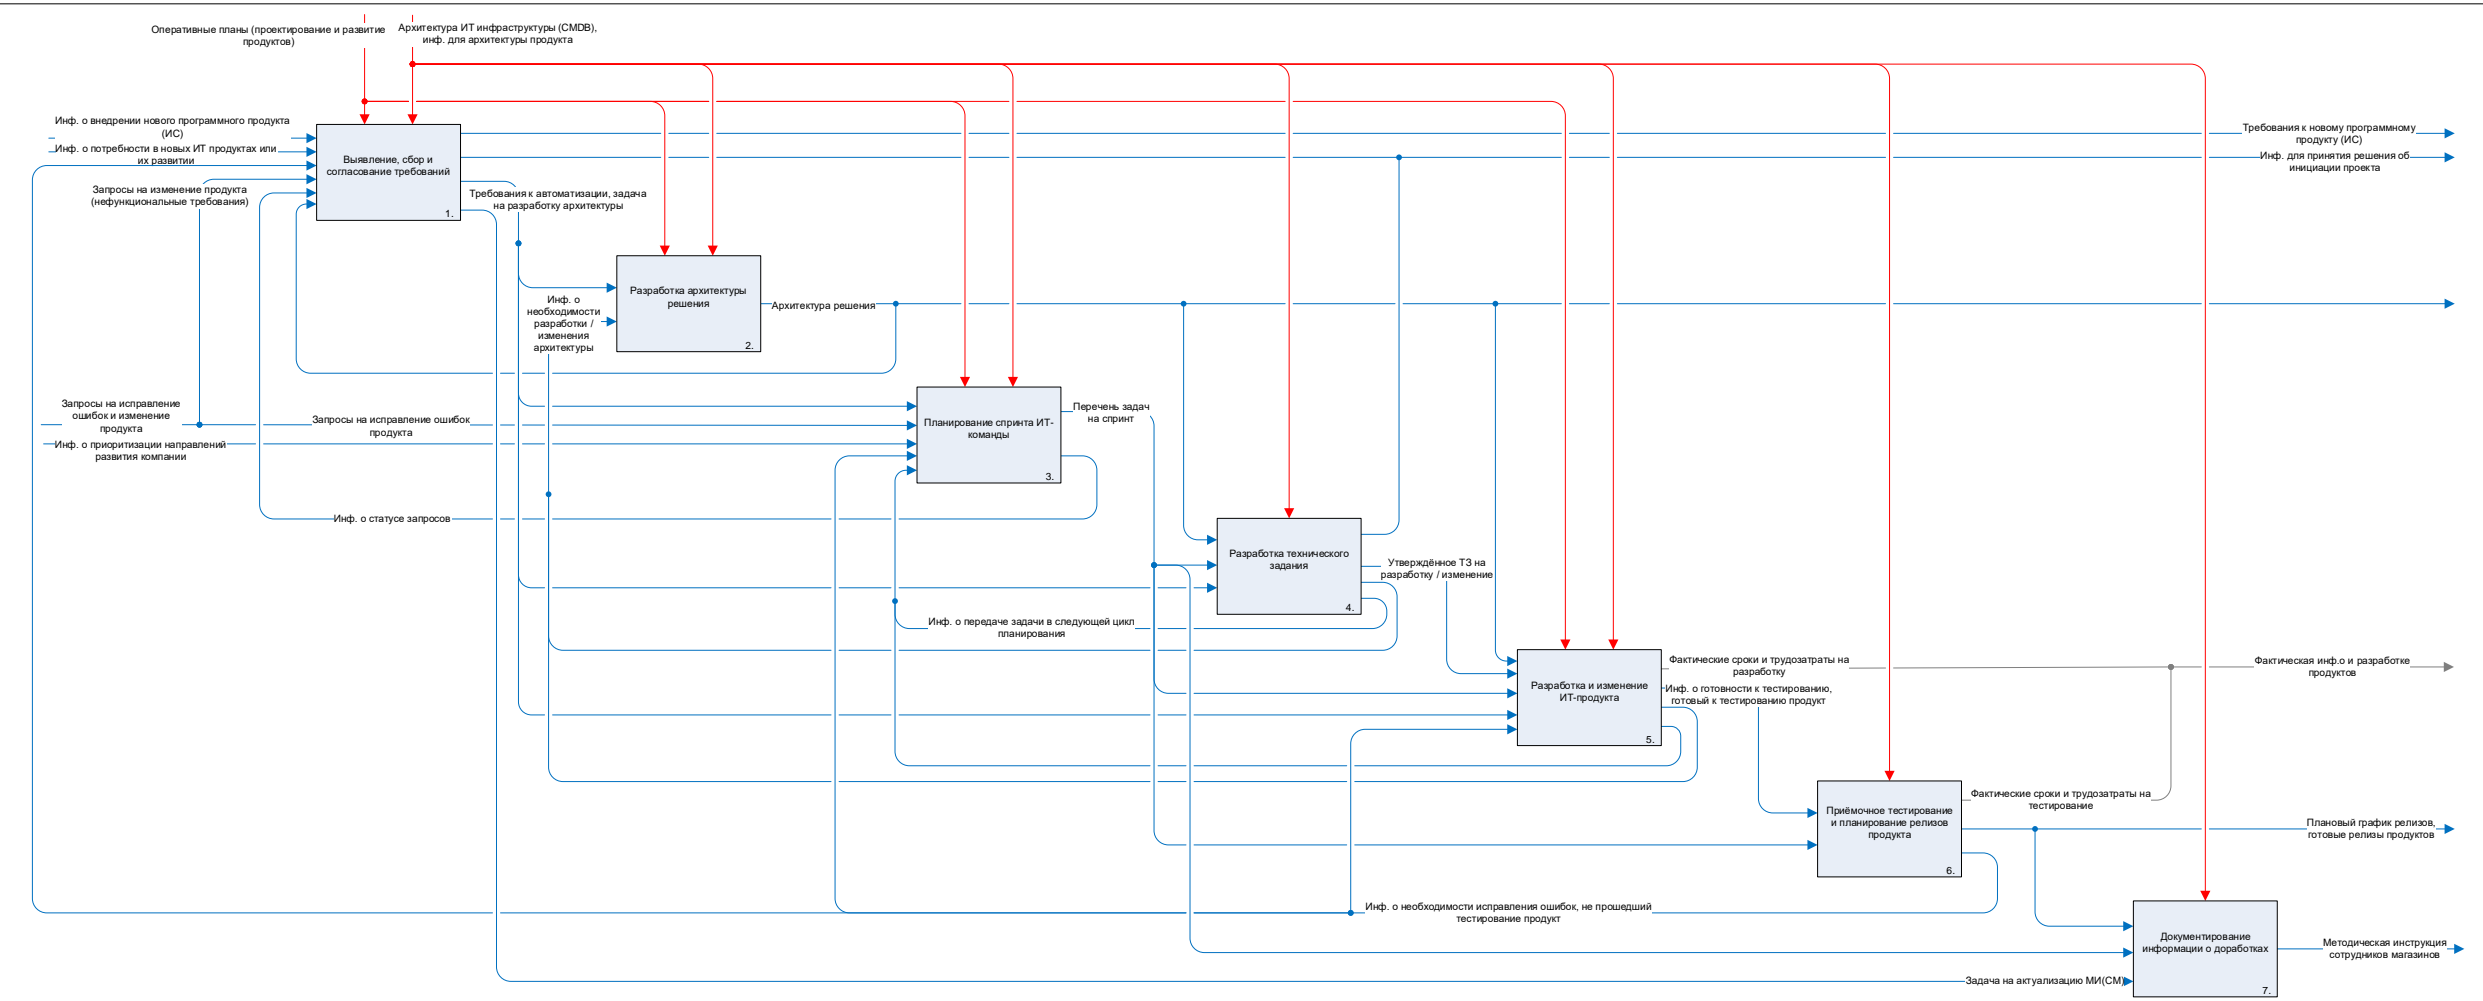 Оперативные планы (проектирование и развитие
продуктов)
Архитектура ИТ инфраструктуры (CMDB),
инф. для архитектуры продукта
Инф. о внедрении нового программного продукта
(ИС)
Инф. о потребности в новых ИТ продуктах или
их развитии
Запросы на изменение продукта
(нефункциональные требования)
Выявление, сбор и
согласование требований
1.
Требования к новому программному
продукту (ИС)
Инф. для принятия решения об
инициации проекта
Требования к автоматизации, задача
на разработку архитектуры
Инф. о
необходимости
разработки /
изменения
архитектуры
Разработка архитектуры
решения
2.
Архитектура решения
Запросы на исправление
ошибок и изменение
продукта
Запросы на исправление ошибок
продукта
Инф. о приоритизации направлений
развития компании
Планирование спринта ИТ-
команды
3.
Перечень задач
на спринт
Инф. о статусе запросов
Разработка технического
задания
4.
Утверждённое ТЗ на
разработку / изменение
Инф. о передаче задачи в следующей цикл
планирования
Разработка и изменение
ИТ-продукта
5.
Фактические сроки и трудозатраты на
разработку
Инф. о готовности к тестированию,
готовый к тестированию продукт
Фактическая инф.о и разработке
продуктов
Приёмочное тестирование
и планирование релизов
продукта
6.
Фактические сроки и трудозатраты на
тестирование
Плановый график релизов,
готовые релизы продуктов
Инф. о необходимости исправления ошибок, не прошедший
тестирование продукт
Документирование
информации о доработках
7.
Методическая инструкция
сотрудников магазинов
Задача на актуализацию МИ(СМ)